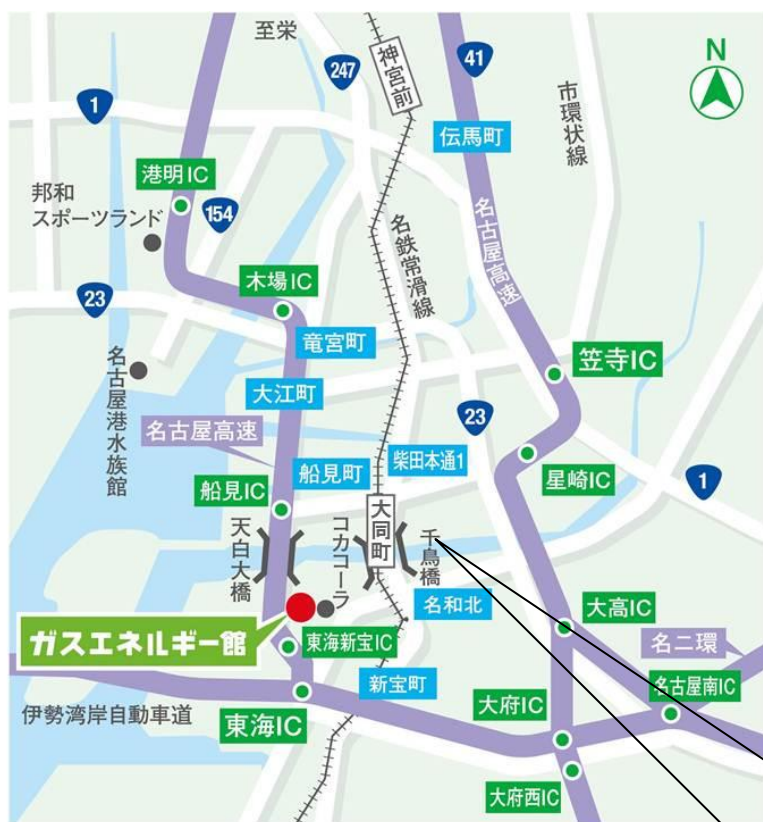 至栄
247
神宮前
41
N
1
伝馬町
市環状線
港明IC
邦和
スポーツランド
154
名鉄常滑線
名古屋高速
23
木場IC
竜宮町
笠寺IC
名古屋港水族館
大江町
23
名古屋高速
柴田本通1
船見町
星崎IC
1
船見IC
大同町
天白大橋
コカコーラ
千鳥橋
名和北
大高IC
ガスエネルギー館
東海新宝IC
名二環
新宝町
名古屋南IC
伊勢湾岸自動車道
東海IC
大府IC
大府西IC